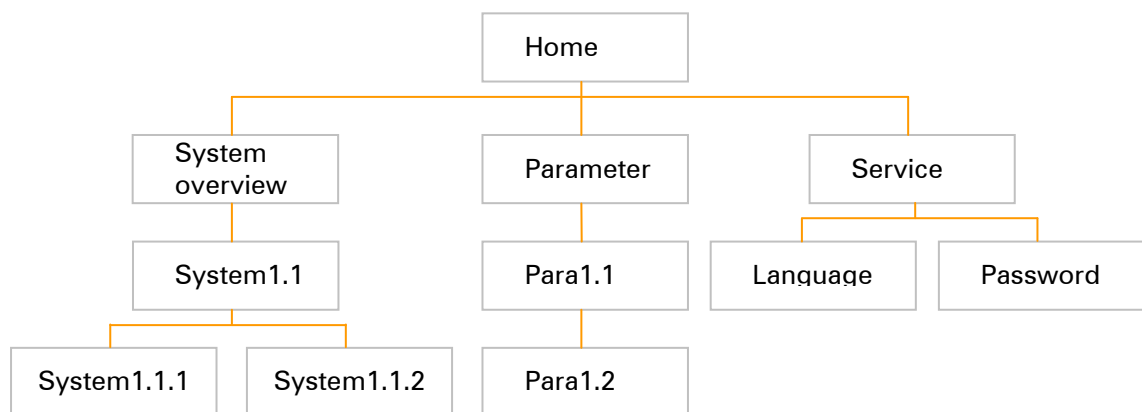 Home
System
overview
Parameter
Service
System1.1
Para1.1
Language
Password
System1.1.1
System1.1.2
Para1.2